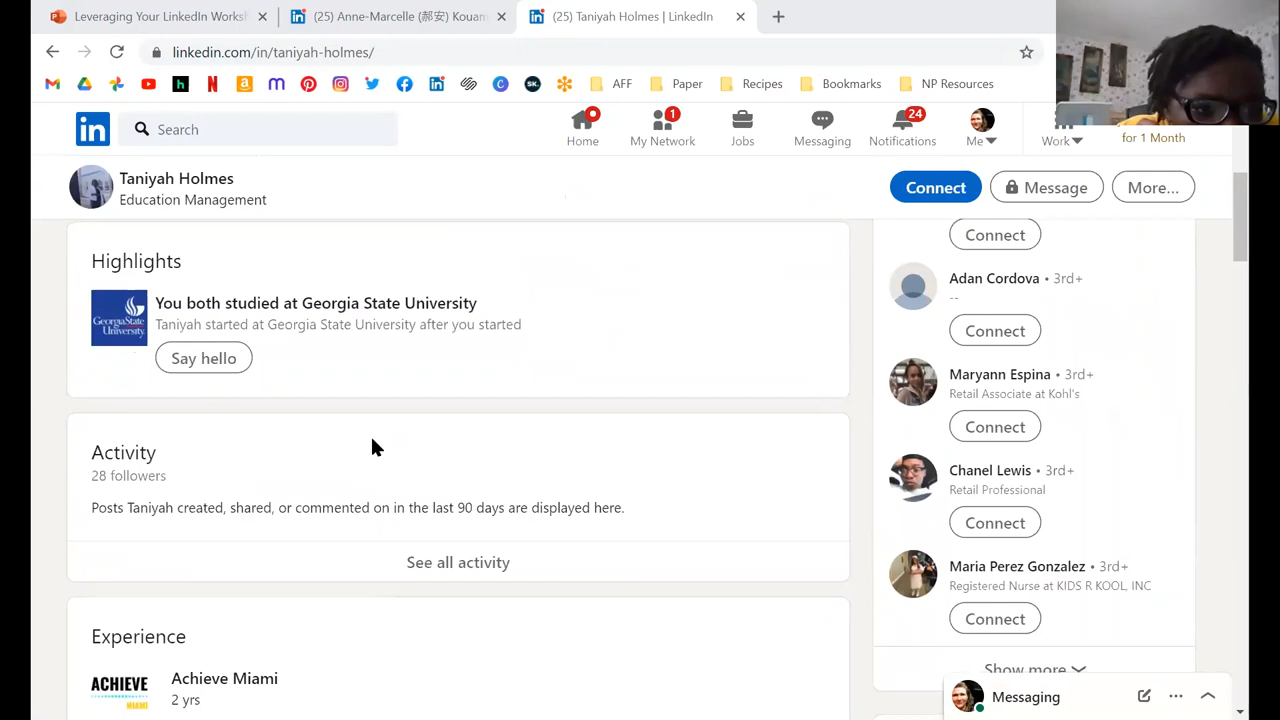 Leveraging Your LinkedIn Works
(25) Anne-Marcelle (郝安) Kouan
(25) Taniyah Holmes | LinkedIn
linkedin.com/in/taniyah-holmes/
AFF
Paper
Recipes
Bookmarks
NP Resources
in
Search
Home
1
My Network
Jobs
Messaging
24
Notifications
Me
Work
for 1 Month
Taniyah Holmes
Education Management
Connect
Message
More...
Highlights
Georgia State University
You both studied at Georgia State University
Taniyah started at Georgia State University after you started
Say hello
Activity
28 followers
Posts Taniyah created, shared, or commented on in the last 90 days are displayed here.
See all activity
Experience
ACHIEVE
MIAMI
Achieve Miami
2 yrs
Connect
Adan Cordova • 3rd+
--
Connect
Maryann Espina • 3rd+
Retail Associate at Kohl's
Connect
Chanel Lewis • 3rd+
Retail Professional
Connect
Maria Perez Gonzalez • 3rd+
Registered Nurse at KIDS R KOOL, INC
Connect
Show more
Messaging